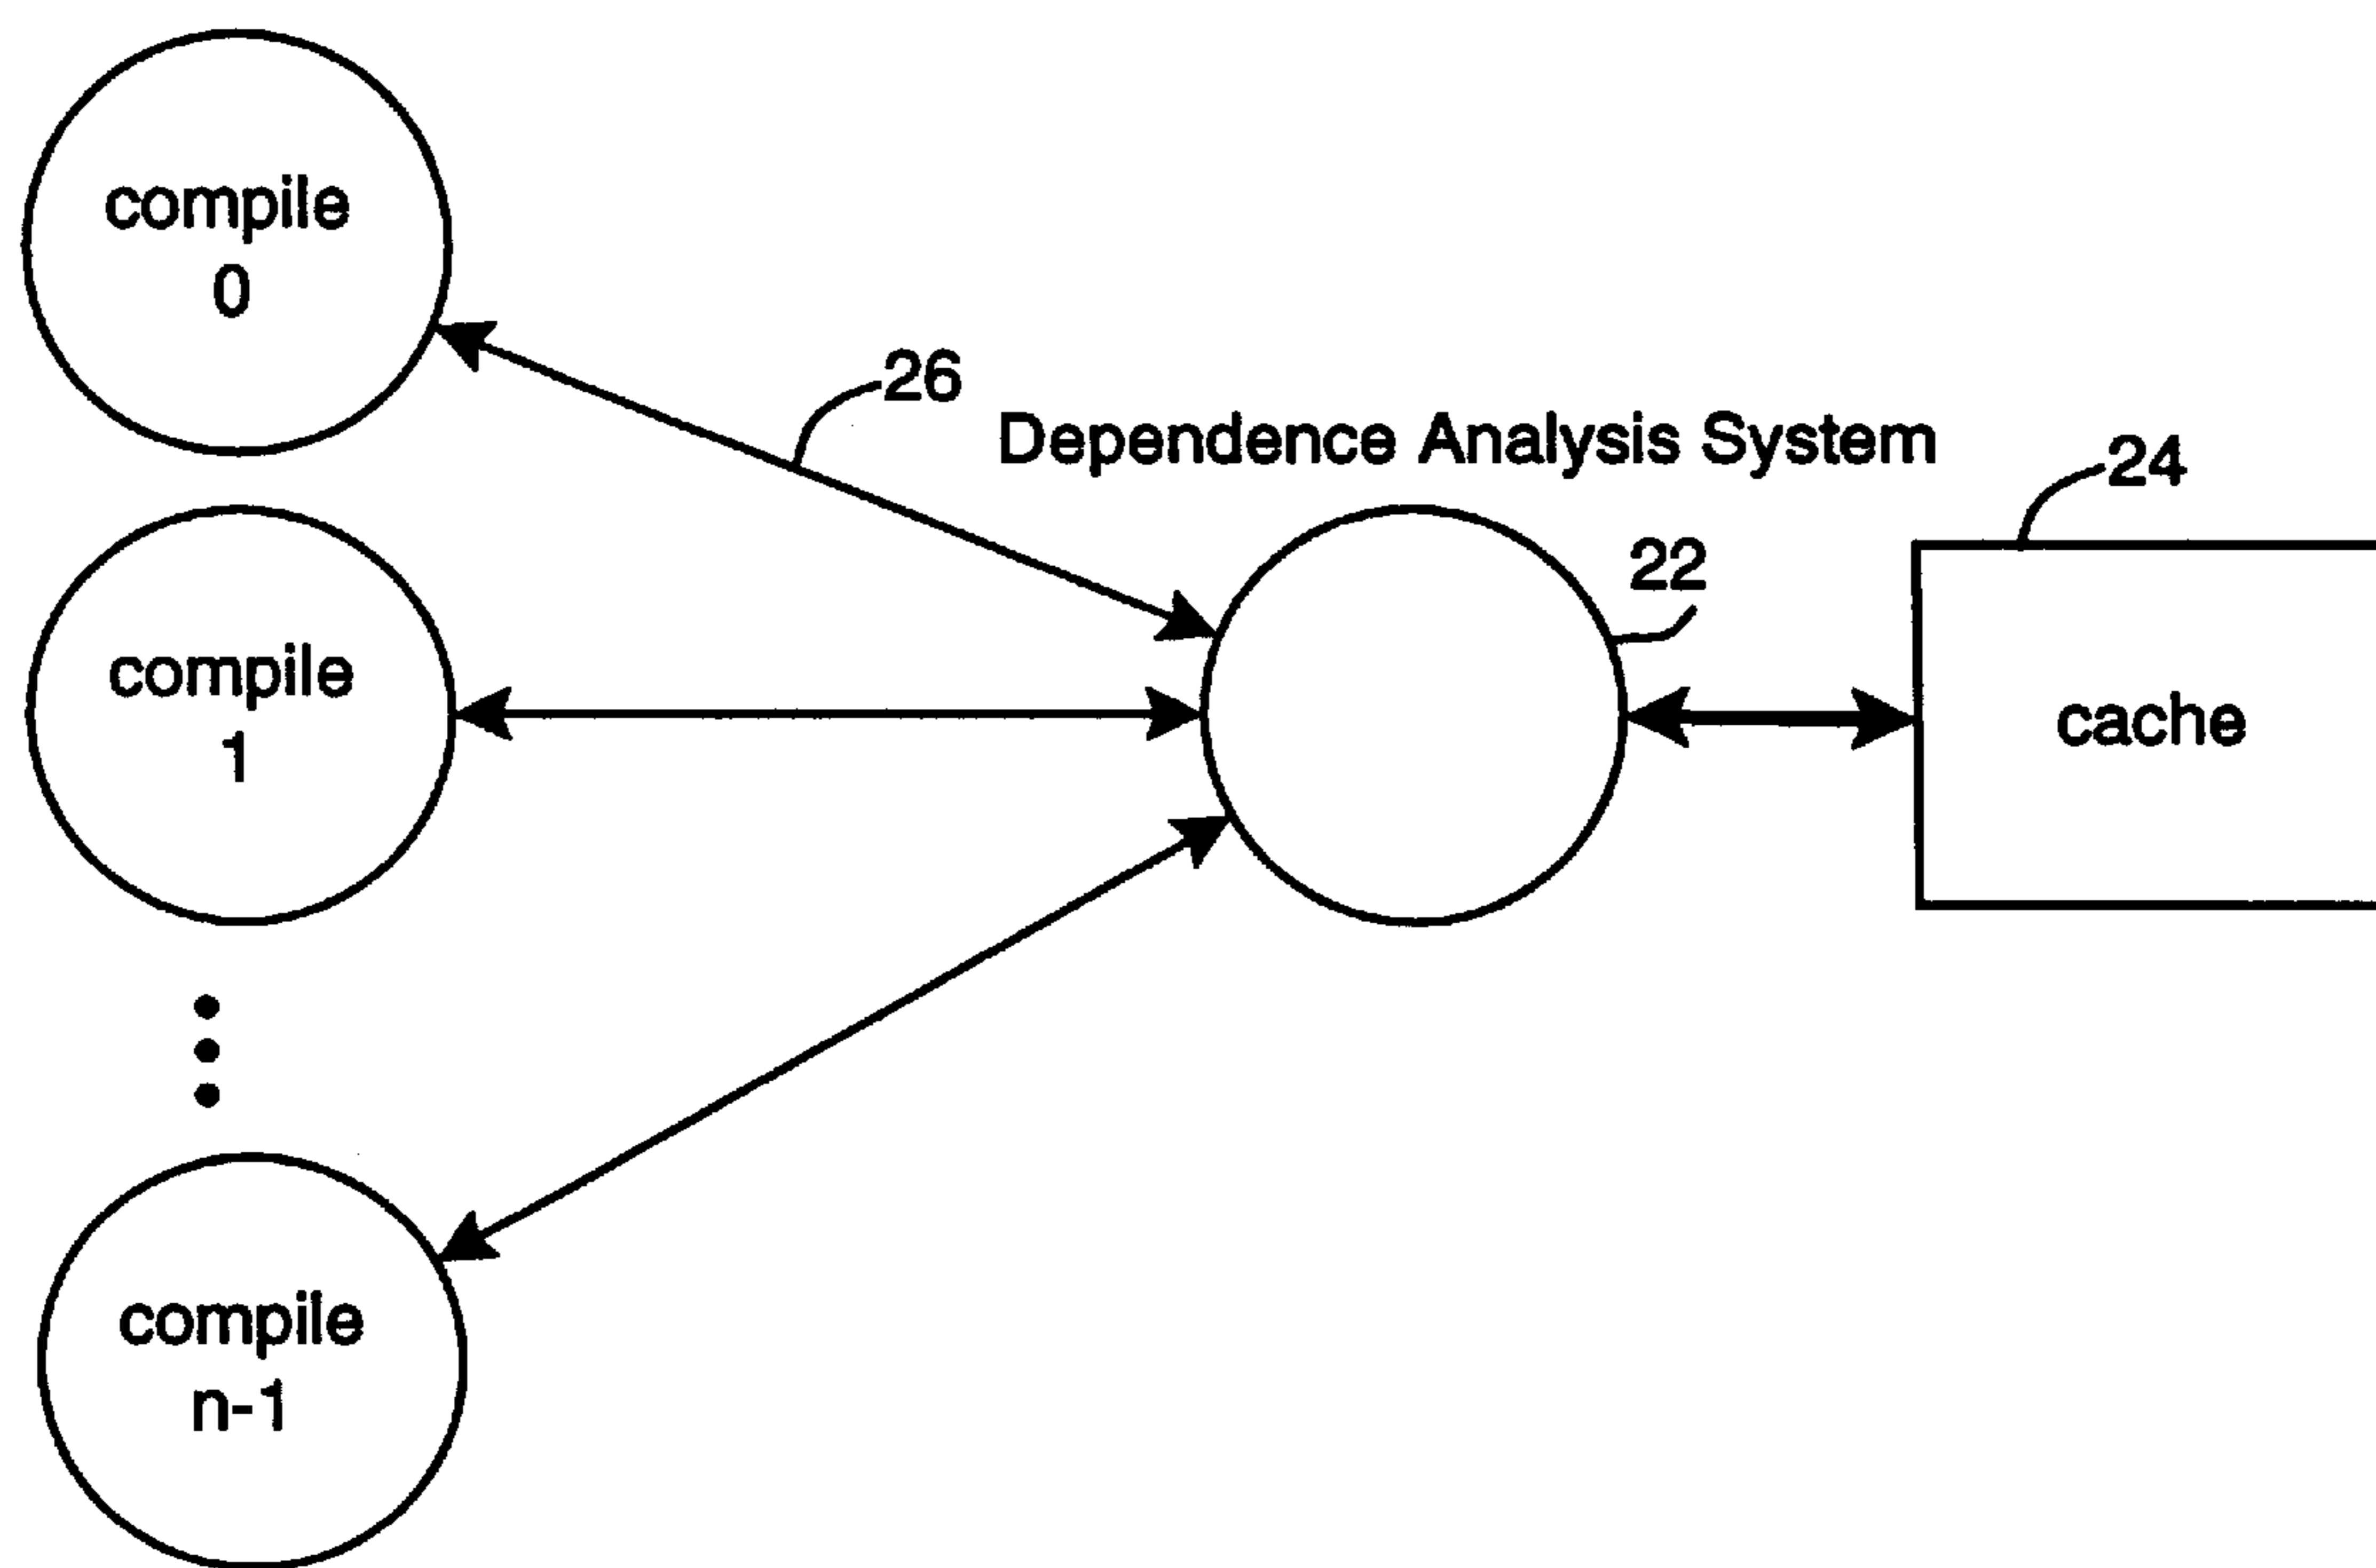 compile
0
26
Dependence Analysis System
24
22
compile
1
cache
compile
n-1